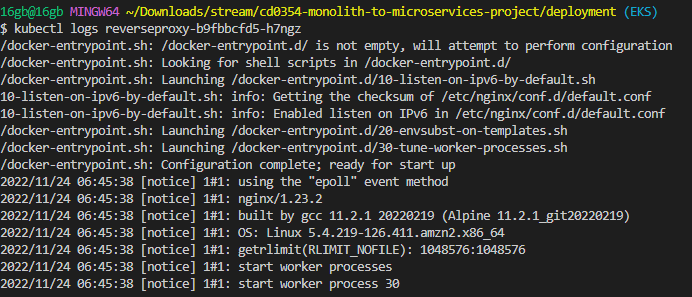 16gb@16gb MINGW64 ~/Downloads/stream/cd0354-monolith-to-microservices-project/deployment (EKS)
$ kubectl logs reverseproxy-b9fbbcfd5-h7ngz
/docker-entrypoint.sh: /docker-entrypoint.d/ is not empty, will attempt to perform configuration
/docker-entrypoint.sh: Looking for shell scripts in /docker-entrypoint.d/
/docker-entrypoint.sh: Launching /docker-entrypoint.d/10-listen-on-ipv6-by-default.sh
10-listen-on-ipv6-by-default.sh: info: Getting the checksum of /etc/nginx/conf.d/default.conf
10-listen-on-ipv6-by-default.sh: info: Enabled listen on IPv6 in /etc/nginx/conf.d/default.conf
/docker-entrypoint.sh: Launching /docker-entrypoint.d/20-envsubst-on-templates.sh
/docker-entrypoint.sh: Launching /docker-entrypoint.d/30-tune-worker-processes.sh
/docker-entrypoint.sh: Configuration complete; ready for start up
2022/11/24 06:45:38 [notice] 1#1: using the "epoll" event method
2022/11/24 06:45:38 [notice] 1#1: nginx/1.23.2
2022/11/24 06:45:38 [notice] 1#1: built by gcc 11.2.1 20220219 (Alpine 11.2.1_git20220219)
2022/11/24 06:45:38 [notice] 1#1: OS: Linux 5.4.219-126.411.amzn2.x86_64
2022/11/24 06:45:38 [notice] 1#1: getrlimit(RLIMIT_NOFILE): 1048576:1048576
2022/11/24 06:45:38 [notice] 1#1: start worker processes
2022/11/24 06:45:38 [notice] 1#1: start worker process 30